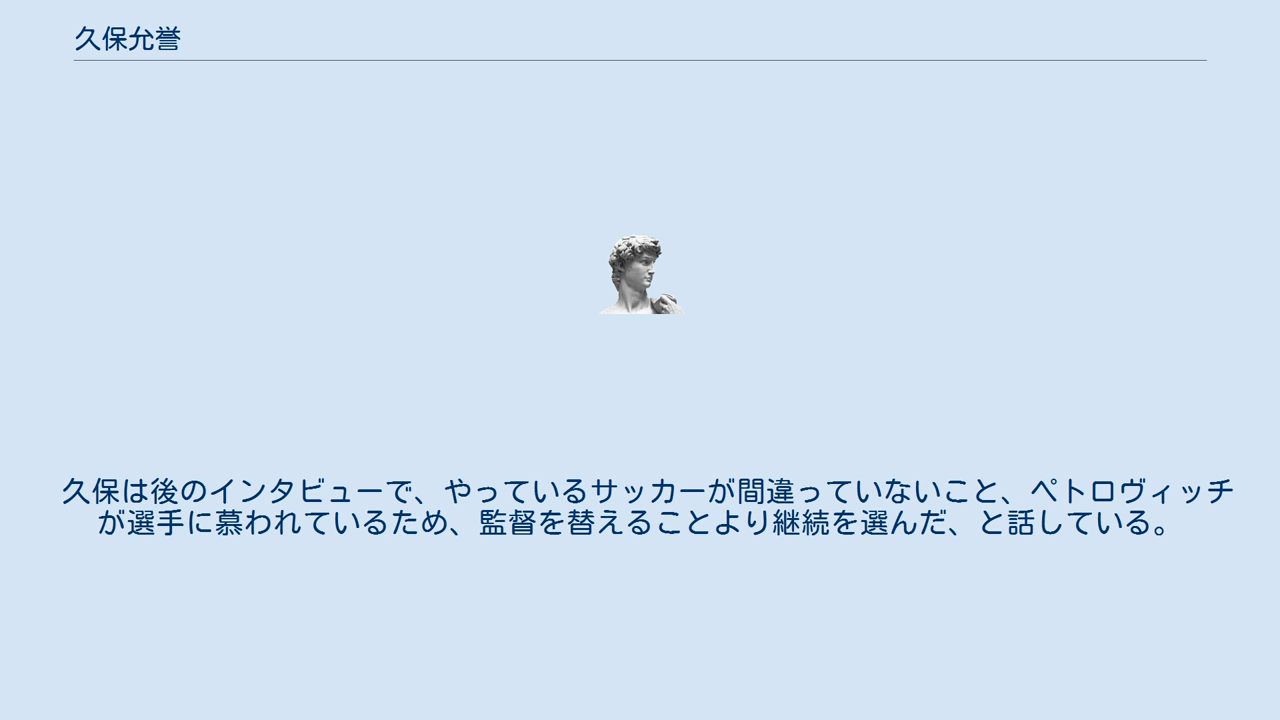 久保允誉
久保は後のインタビューで、やっているサッカーが間違っていないこと、ペトロヴィッチ
が選手に慕われているため、監督を替えることより継続を選んだ、と話している。